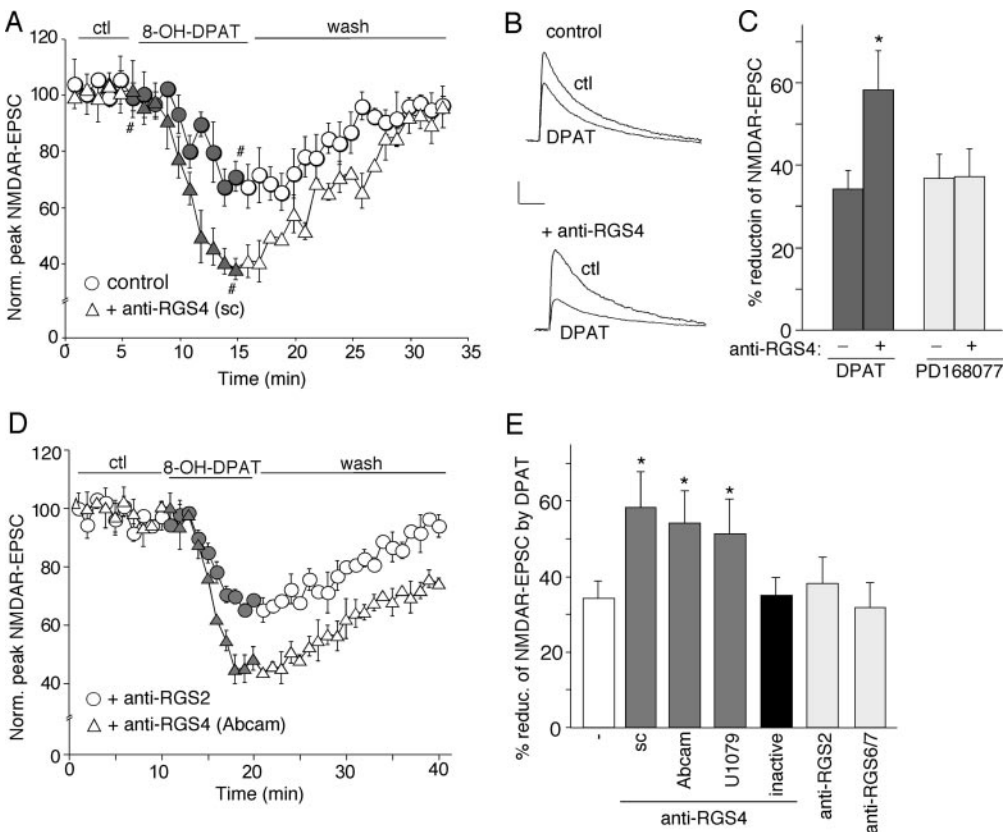 A
ctl
8-OH-DPAT
wash
Norm. peak NMDAR-EPSC
120
100
80
60
40
0
#
#
#
control
+ anti-RGS4 (sc)
0 5 10 15 20 25 30 35
Time (min)
B
control
ctl
DPAT
+ anti-RGS4
ctl
DPAT
C
% reductoin of NMDAR-EPSC
60
40
20
0
*
anti-RGS4: – + – +
DPAT PD168077
D
ctl
8-OH-DPAT
wash
Norm. peak NMDAR-EPSC
120
100
80
60
40
0
+ anti-RGS2
+ anti-RGS4 (Abcam)
0 10 20 30 40
Time (min)
E
% reduc. of NMDAR-EPSC by DPAT
60
40
20
0
* * *
-
sc
Abcam
U1079
inactive
anti-RGS2
anti-RGS6/7
anti-RGS4